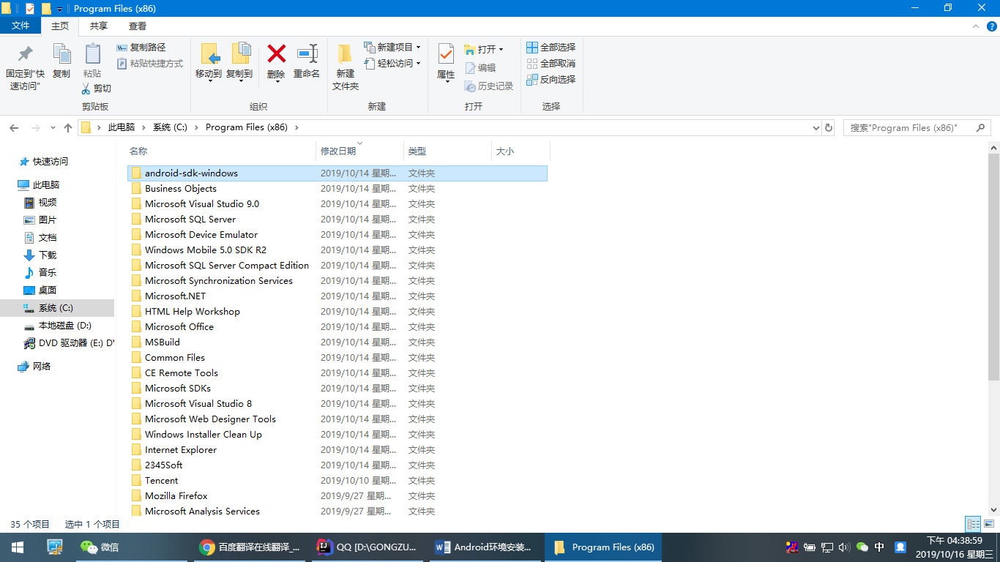 Program Files (x86)
文件 主页 共享 查看
固定到"快速访问"
复制
粘贴
复制路径
粘贴快捷方式
剪切
移动到 复制到 删除 重命名
新建文件夹
新建项目
轻松访问
属性
打开
编辑
历史记录
全部选择
全部取消
反向选择
剪贴板 组织 新建 打开 选择
此电脑 › 系统 (C:) › Program Files (x86) ›
搜索"Program Files (x86)"
快速访问
此电脑
视频
图片
文档
下载
音乐
桌面
系统 (C:)
本地磁盘 (D:)
DVD 驱动器 (E:) D
网络
名称 修改日期 类型 大小
android-sdk-windows 2019/10/14 星期... 文件夹
Business Objects 2019/10/14 星期... 文件夹
Microsoft Visual Studio 9.0 2019/10/14 星期... 文件夹
Microsoft SQL Server 2019/10/14 星期... 文件夹
Microsoft Device Emulator 2019/10/14 星期... 文件夹
Windows Mobile 5.0 SDK R2 2019/10/14 星期... 文件夹
Microsoft SQL Server Compact Edition 2019/10/14 星期... 文件夹
Microsoft Synchronization Services 2019/10/14 星期... 文件夹
Microsoft.NET 2019/10/14 星期... 文件夹
HTML Help Workshop 2019/10/14 星期... 文件夹
Microsoft Office 2019/10/14 星期... 文件夹
MSBuild 2019/10/14 星期... 文件夹
Common Files 2019/10/14 星期... 文件夹
CE Remote Tools 2019/10/14 星期... 文件夹
Microsoft SDKs 2019/10/14 星期... 文件夹
Microsoft Visual Studio 8 2019/10/14 星期... 文件夹
Microsoft Web Designer Tools 2019/10/14 星期... 文件夹
Windows Installer Clean Up 2019/10/14 星期... 文件夹
Internet Explorer 2019/10/14 星期... 文件夹
2345Soft 2019/10/14 星期... 文件夹
Tencent 2019/10/10 星期... 文件夹
Mozilla Firefox 2019/9/27 星期... 文件夹
Microsoft Analysis Services 2019/9/27 星期... 文件夹
35 个项目 选中 1 个项目
微信
百度翻译在线翻译_...
QQ [D:\GONGZU...
Android环境安装...
Program Files (x86)
中
下午 04:38:59
2019/10/16 星期三